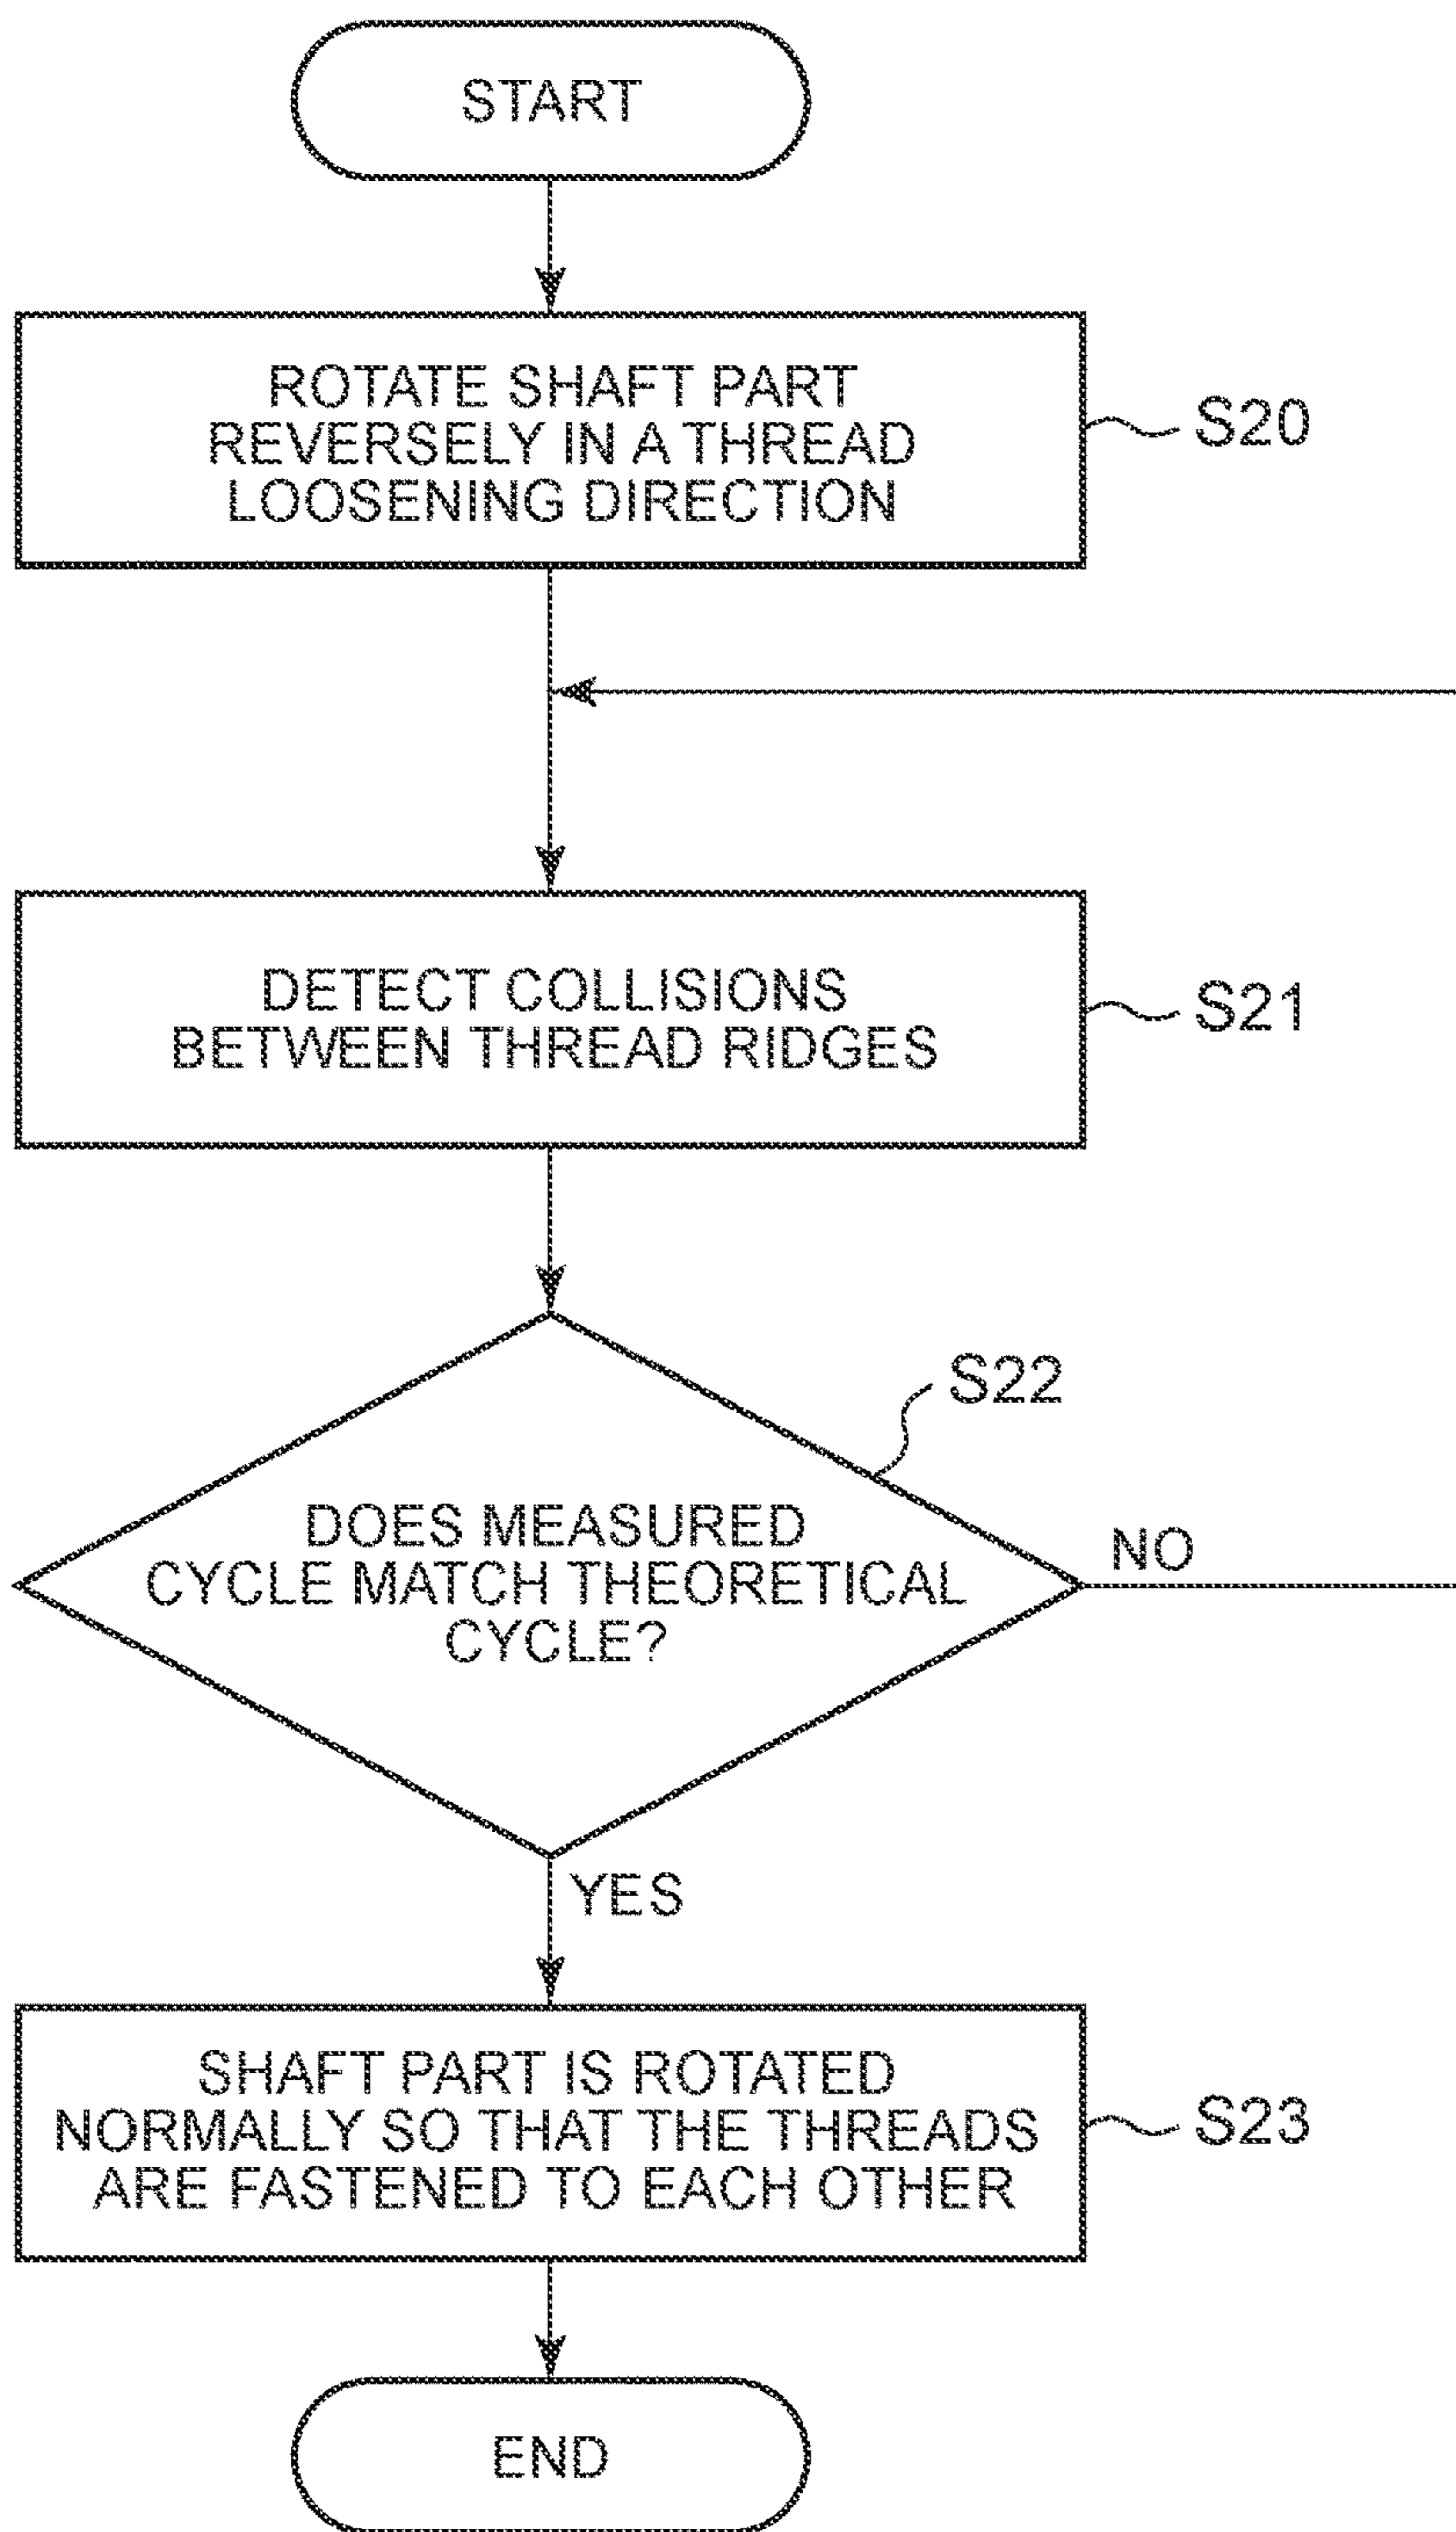 START
ROTATE SHAFT PART
REVERSELY IN A THREAD
LOOSENING DIRECTION
S20
DETECT COLLISIONS
BETWEEN THREAD RIDGES
S21
S22
DOES MEASURED
CYCLE MATCH THEORETICAL
CYCLE?
NO
YES
SHAFT PART IS ROTATED
NORMALLY SO THAT THE THREADS
ARE FASTENED TO EACH OTHER
S23
END